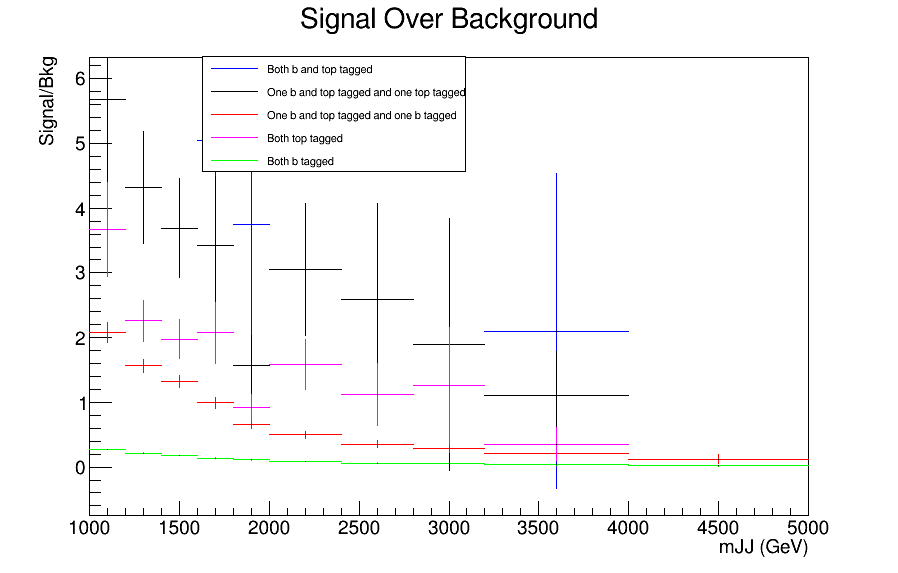 Signal Over Background
Signal/Bkg
6
5
4
3
2
1
0
Both b and top tagged
One b and top tagged and one top tagged
One b and top tagged and one b tagged
Both top tagged
Both b tagged
1000 1500 2000 2500 3000 3500 4000 4500 5000
mJJ (GeV)